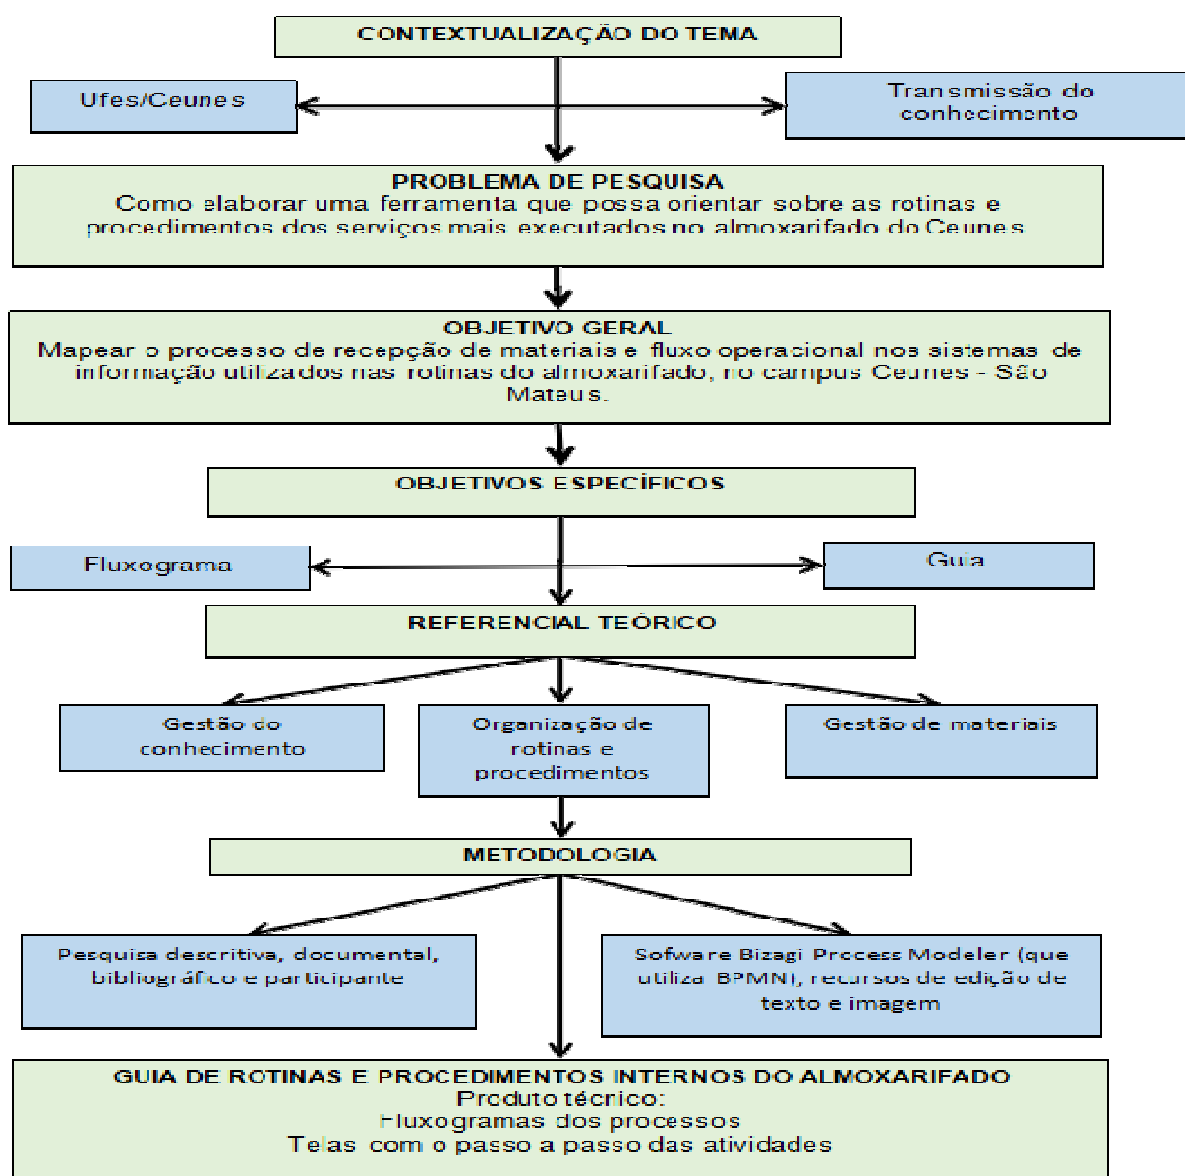 CONTEXTUALIZAÇÃO DO TEMA
Ufes/Ceunes
Transmissão do
conhecimento
PROBLEMA DE PESQUISA
Como elaborar uma ferramenta que possa orientar sobre as rotinas e
procedimentos dos serviços mais executados no almoxarifado do Ceunes
OBJETIVO GERAL
Mapear o processo de recepção de materiais e fluxo operacional nos sistemas de
informação utilizados nas rotinas do almoxarifado, no campus Ceunes - São
Mateus.
OBJETIVOS ESPECÍFICOS
Fluxograma
Guia
REFERENCIAL TEÓRICO
Gestão do
conhecimento
Organização de
rotinas e
procedimentos
Gestão de materiais
METODOLOGIA
Pesquisa descritiva, documental,
bibliográfico e participante
Sofware Bizagi Process Modeler (que
utiliza BPMN), recursos de edição de
texto e imagem
GUIA DE ROTINAS E PROCEDIMENTOS INTERNOS DO ALMOXARIFADO
Produto técnico:
Fluxogramas dos processos
Telas com o passo a passo das atividades